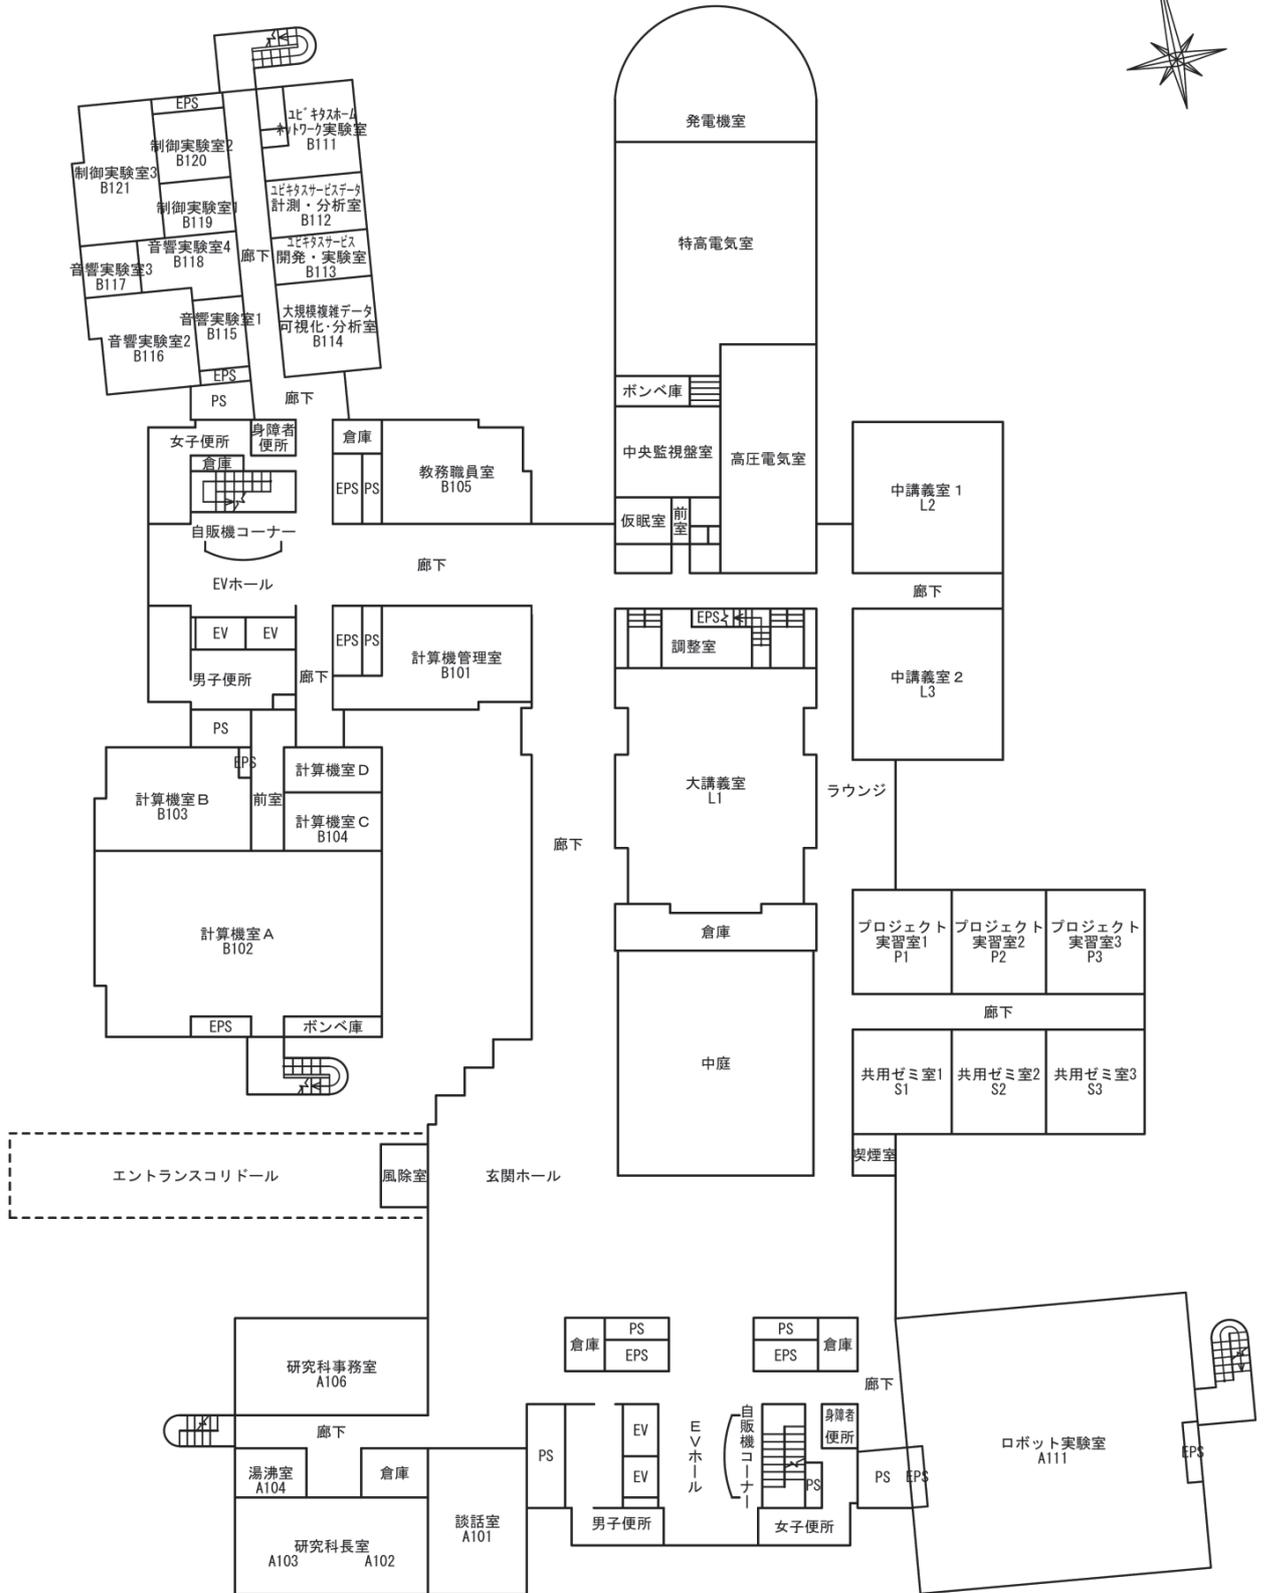 EPS
ユビキタスホーム
ネットワーク実験室
B111
制御実験室2
B120
制御実験室3
B121
ユビキタスサービスデータ
計測・分析室
B112
制御実験室1
B119
音響実験室4
B118
廊下
ユビキタスサービス
開発・実験室
B113
音響実験室3
B117
大規模複雑データ
可視化・分析室
B114
音響実験室1
B115
音響実験室2
B116
EPS
PS
廊下
発電機室
特高電気室
ボンベ庫
中央監視盤室
高圧電気室
仮眠室
前室
女子便所
身障者
便所
倉庫
倉庫
EPS
PS
教務職員室
B105
自販機コーナー
EVホール
廊下
中講義室1
L2
廊下
EV
EV
男子便所
廊下
EPS
PS
計算機管理室
B101
EPS
調整室
中講義室2
L3
PS
EPS
計算機室B
B103
前室
計算機室D
計算機室C
B104
大講義室
L1
ラウンジ
廊下
計算機室A
B102
倉庫
プロジェクト
実習室1
P1
プロジェクト
実習室2
P2
プロジェクト
実習室3
P3
廊下
EPS
ボンベ庫
中庭
共用ゼミ室1
S1
共用ゼミ室2
S2
共用ゼミ室3
S3
喫煙室
エントランスコリドール
風除室
玄関ホール
研究科事務室
A106
倉庫
PS
EPS
PS
EPS
倉庫
廊下
廊下
湯沸室
A104
倉庫
研究科長室
A103
A102
談話室
A101
PS
EV
EV
男子便所
EVホール
自販機コーナー
身障者
便所
PS
女子便所
PS
EPS
ロボット実験室
A111
EPS